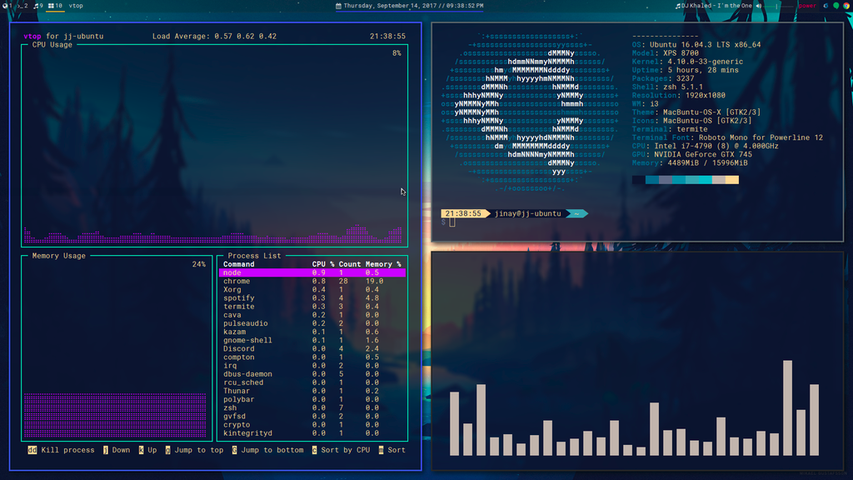 1 2 9 10 vtop
Thursday, September 14, 2017 // 09:38:52 PM
DJ Khaled - I'm the One
power
vtop for jj-ubuntu Load Average: 0.57 0.62 0.42 21:38:55
CPU Usage
8%
Memory Usage
24%
Process List
Command CPU % Count Memory %
node 0.9 1 0.5
chrome 0.8 28 19.0
Xorg 0.4 1 0.4
spotify 0.3 4 4.8
termite 0.3 3 0.4
cava 0.2 1 0.0
pulseaudio 0.2 2 0.0
kazam 0.1 1 0.6
gnome-shell 0.1 1 1.6
Discord 0.0 4 2.4
compton 0.0 1 0.5
irq 0.0 2 0.0
dbus-daemon 0.0 5 0.0
rcu_sched 0.0 1 0.0
Thunar 0.0 1 0.2
polybar 0.0 1 0.0
zsh 0.0 7 0.0
gvfsd 0.0 2 0.0
crypto 0.0 1 0.0
kintegrityd 0.0 1 0.0
dd Kill process j Down k Up g Jump to top G Jump to bottom c Sort by CPU m Sort
---------------
OS: Ubuntu 16.04.3 LTS x86_64
Model: XPS 8700
Kernel: 4.10.0-33-generic
Uptime: 5 hours, 28 mins
Packages: 3237
Shell: zsh 5.1.1
Resolution: 1920x1080
WM: i3
Theme: MacBuntu-OS-X [GTK2/3]
Icons: MacBuntu-OS [GTK2/3]
Terminal: termite
Terminal Font: Roboto Mono for Powerline 12
CPU: Intel i7-4790 (8) @ 4.000GHz
GPU: NVIDIA GeForce GTX 745
Memory: 4489MiB / 15996MiB
21:38:55 jinay@jj-ubuntu ~
$